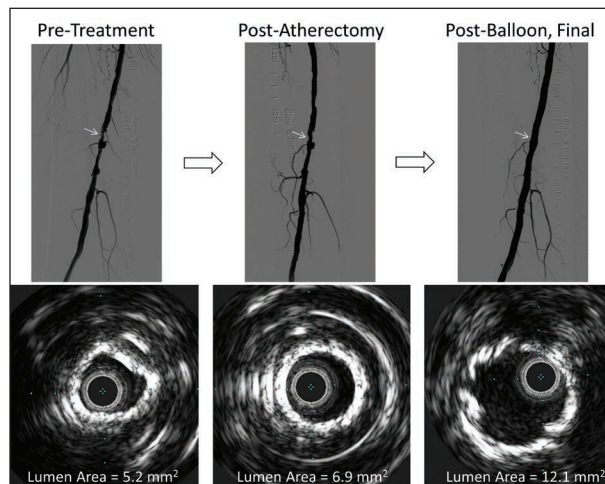 Pre-Treatment
Post-Atherectomy
Post-Balloon, Final
Lumen Area = 5.2 mm²
Lumen Area = 6.9 mm²
Lumen Area = 12.1 mm²